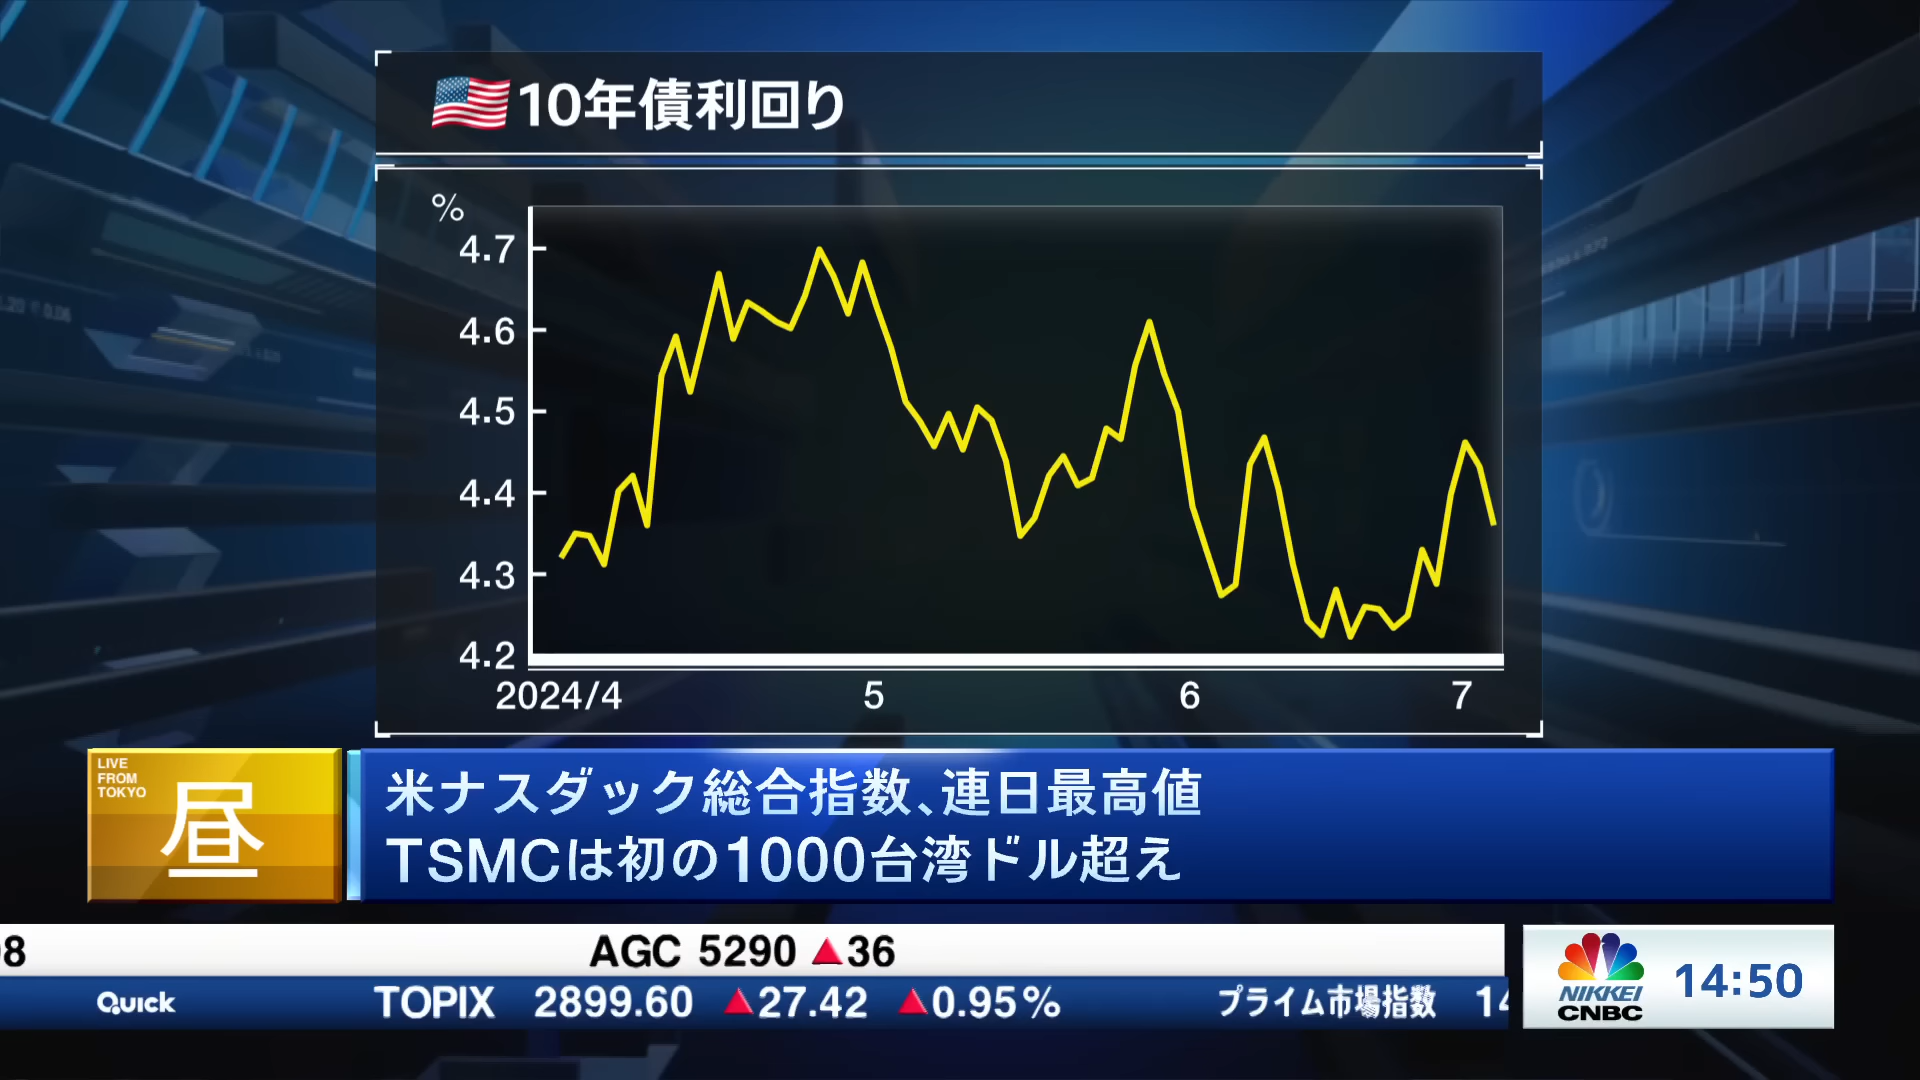 10年債利回り
%
4.7
4.6
4.5
4.4
4.3
4.2
2024/4 5 6 7
LIVE
FROM
TOKYO
昼
米ナスダック総合指数、連日最高値
TSMCは初の1000台湾ドル超え
8 AGC 5290 ▲36
Quick TOPIX 2899.60 ▲27.42 ▲0.95% プライム市場指数 14
NIKKEI
CNBC
14:50